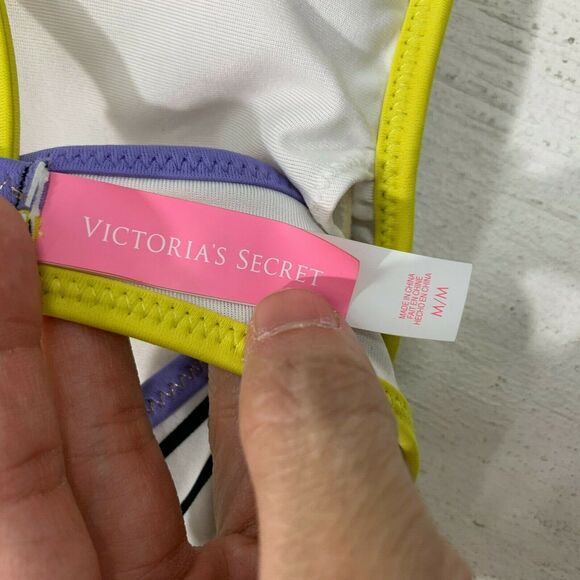 VICTORIA'S SECRET
MADE IN CHINA
FAIT EN CHINE
HECHO EN CHINA
M/M